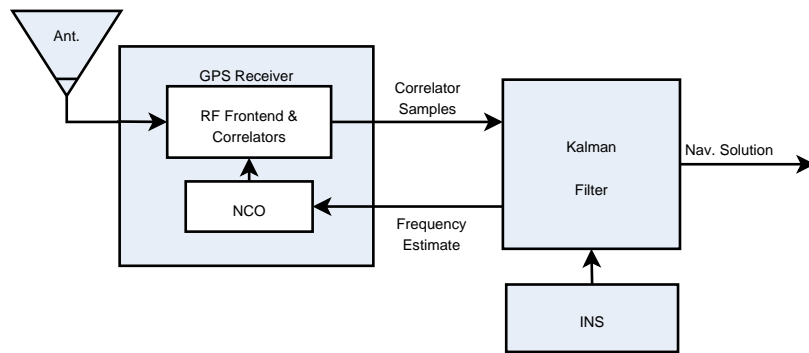 Ant.
GPS Receiver
RF Frontend &
Correlators
NCO
Correlator
Samples
Frequency
Estimate
Kalman
Filter
Nav. Solution
INS